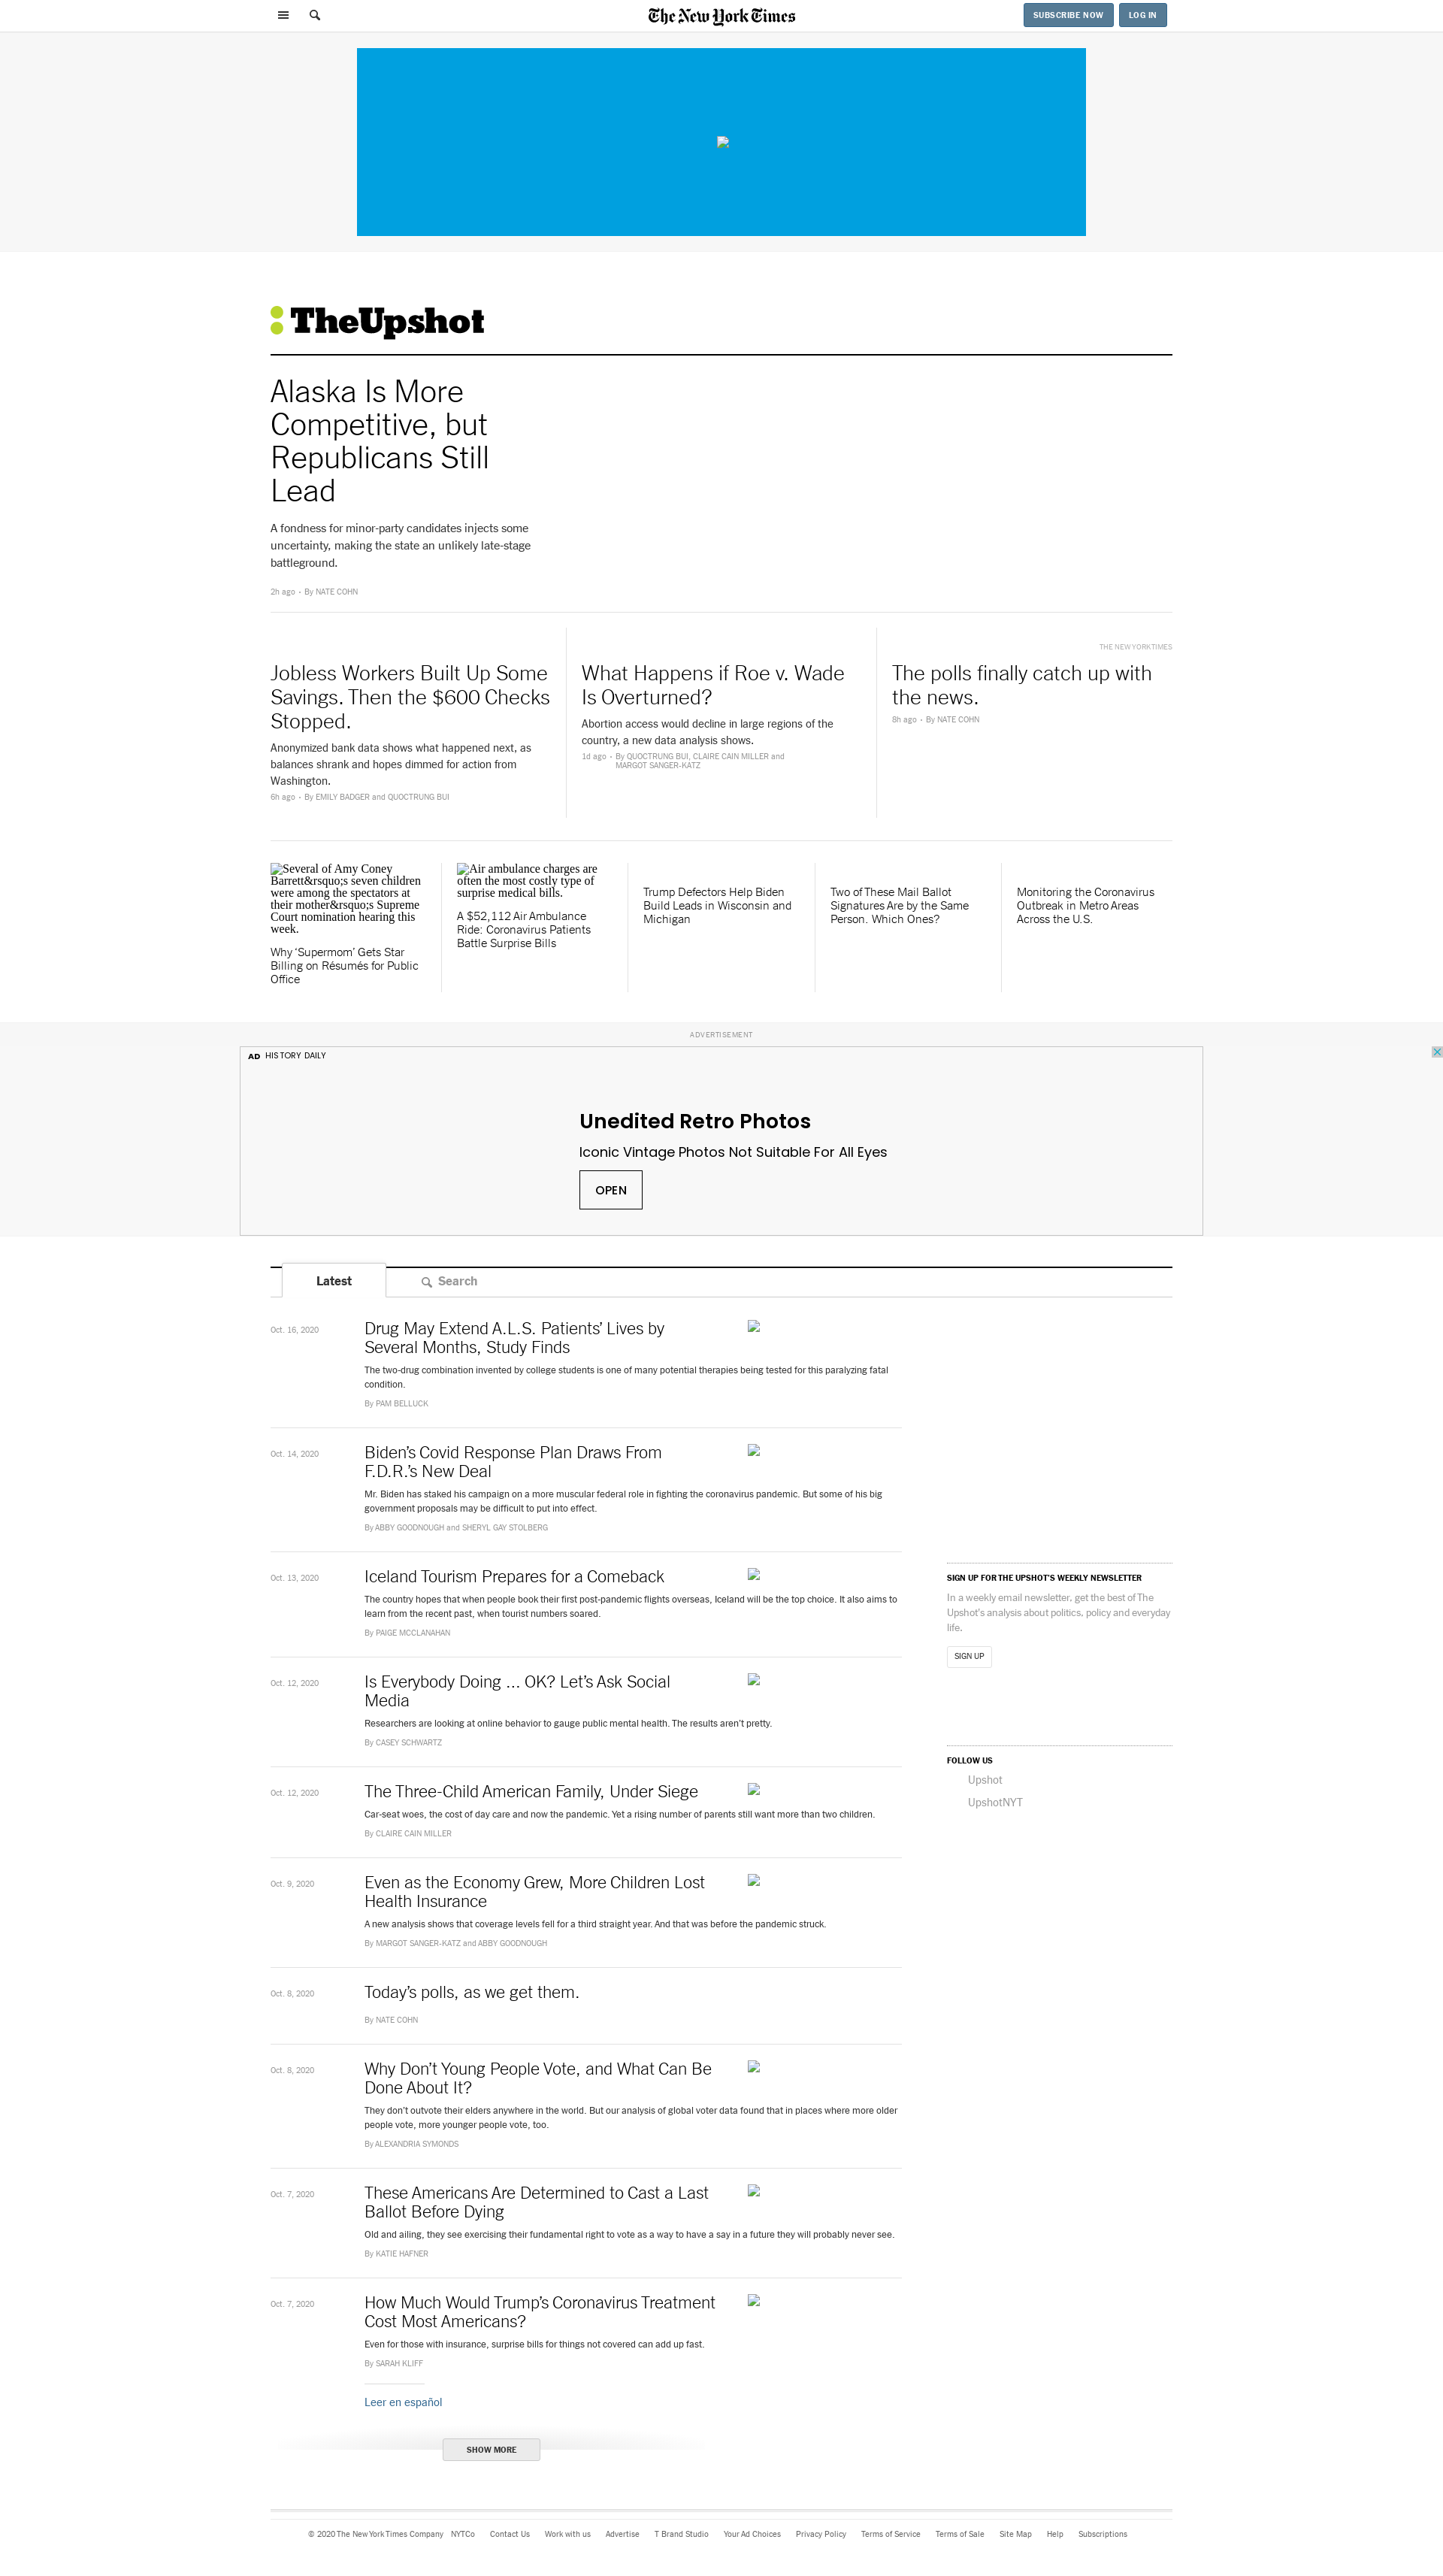 The New York Times
SUBSCRIBE NOW
LOG IN
TheUpshot
Alaska Is More
Competitive, but
Republicans Still
Lead
A fondness for minor-party candidates injects some
uncertainty, making the state an unlikely late-stage
battleground.
2h ago • By NATE COHN
Jobless Workers Built Up Some
Savings. Then the $600 Checks
Stopped.
Anonymized bank data shows what happened next, as
balances shrank and hopes dimmed for action from
Washington.
6h ago • By EMILY BADGER and QUOCTRUNG BUI
What Happens if Roe v. Wade
Is Overturned?
Abortion access would decline in large regions of the
country, a new data analysis shows.
1d ago • By QUOCTRUNG BUI, CLAIRE CAIN MILLER and
MARGOT SANGER-KATZ
THE NEW YORK TIMES
The polls finally catch up with
the news.
8h ago • By NATE COHN
Several of Amy Coney
Barrett&rsquo;s seven children
were among the spectators at
their mother&rsquo;s Supreme
Court nomination hearing this
week.
Why ‘Supermom’ Gets Star
Billing on Résumés for Public
Office
Air ambulance charges are
often the most costly type of
surprise medical bills.
A $52,112 Air Ambulance
Ride: Coronavirus Patients
Battle Surprise Bills
Trump Defectors Help Biden
Build Leads in Wisconsin and
Michigan
Two of These Mail Ballot
Signatures Are by the Same
Person. Which Ones?
Monitoring the Coronavirus
Outbreak in Metro Areas
Across the U.S.
ADVERTISEMENT
AD HISTORY DAILY
Unedited Retro Photos
Iconic Vintage Photos Not Suitable For All Eyes
OPEN
Latest
Search
Oct. 16, 2020
Drug May Extend A.L.S. Patients’ Lives by
Several Months, Study Finds
The two-drug combination invented by college students is one of many potential therapies being tested for this paralyzing fatal
condition.
By PAM BELLUCK
Oct. 14, 2020
Biden’s Covid Response Plan Draws From
F.D.R.’s New Deal
Mr. Biden has staked his campaign on a more muscular federal role in fighting the coronavirus pandemic. But some of his big
government proposals may be difficult to put into effect.
By ABBY GOODNOUGH and SHERYL GAY STOLBERG
Oct. 13, 2020
Iceland Tourism Prepares for a Comeback
The country hopes that when people book their first post-pandemic flights overseas, Iceland will be the top choice. It also aims to
learn from the recent past, when tourist numbers soared.
By PAIGE MCCLANAHAN
Oct. 12, 2020
Is Everybody Doing ... OK? Let’s Ask Social
Media
Researchers are looking at online behavior to gauge public mental health. The results aren’t pretty.
By CASEY SCHWARTZ
Oct. 12, 2020
The Three-Child American Family, Under Siege
Car-seat woes, the cost of day care and now the pandemic. Yet a rising number of parents still want more than two children.
By CLAIRE CAIN MILLER
Oct. 9, 2020
Even as the Economy Grew, More Children Lost
Health Insurance
A new analysis shows that coverage levels fell for a third straight year. And that was before the pandemic struck.
By MARGOT SANGER-KATZ and ABBY GOODNOUGH
Oct. 8, 2020
Today’s polls, as we get them.
By NATE COHN
Oct. 8, 2020
Why Don’t Young People Vote, and What Can Be
Done About It?
They don’t outvote their elders anywhere in the world. But our analysis of global voter data found that in places where more older
people vote, more younger people vote, too.
By ALEXANDRIA SYMONDS
Oct. 7, 2020
These Americans Are Determined to Cast a Last
Ballot Before Dying
Old and ailing, they see exercising their fundamental right to vote as a way to have a say in a future they will probably never see.
By KATIE HAFNER
Oct. 7, 2020
How Much Would Trump’s Coronavirus Treatment
Cost Most Americans?
Even for those with insurance, surprise bills for things not covered can add up fast.
By SARAH KLIFF
Leer en español
SHOW MORE
SIGN UP FOR THE UPSHOT’S WEEKLY NEWSLETTER
In a weekly email newsletter, get the best of The
Upshot’s analysis about politics, policy and everyday
life.
SIGN UP
FOLLOW US
Upshot
UpshotNYT
© 2020 The New York Times Company NYTCo Contact Us Work with us Advertise T Brand Studio Your Ad Choices Privacy Policy Terms of Service Terms of Sale Site Map Help Subscriptions